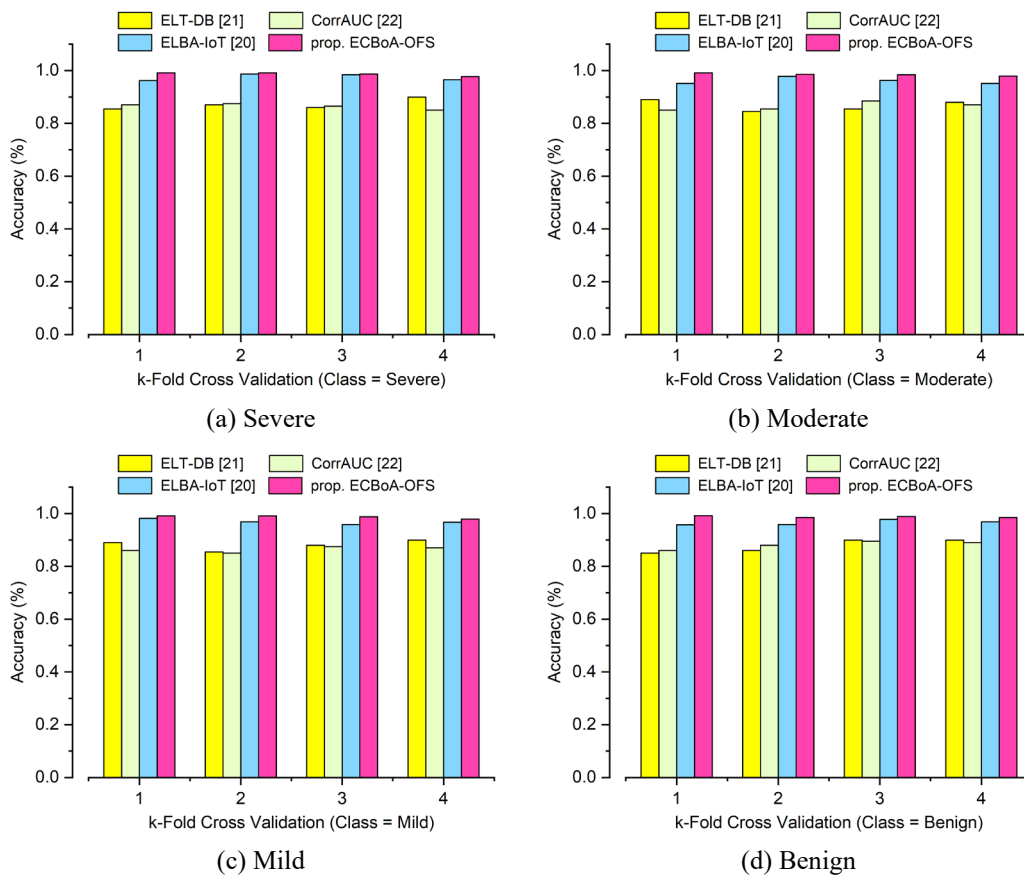 ELT-DB [21] CorrAUC [22]
ELBA-IoT [20] prop. ECBoA-OFS
1.0
0.8
0.6
0.4
0.2
0.0
Accuracy (%)
1 2 3 4
k-Fold Cross Validation (Class = Severe)
(a) Severe
ELT-DB [21] CorrAUC [22]
ELBA-IoT [20] prop. ECBoA-OFS
1.0
0.8
0.6
0.4
0.2
0.0
Accuracy (%)
1 2 3 4
k-Fold Cross Validation (Class = Moderate)
(b) Moderate
ELT-DB [21] CorrAUC [22]
ELBA-IoT [20] prop. ECBoA-OFS
1.0
0.8
0.6
0.4
0.2
0.0
Accuracy (%)
1 2 3 4
k-Fold Cross Validation (Class = Mild)
(c) Mild
ELT-DB [21] CorrAUC [22]
ELBA-IoT [20] prop. ECBoA-OFS
1.0
0.8
0.6
0.4
0.2
0.0
Accuracy (%)
1 2 3 4
k-Fold Cross Validation (Class = Benign)
(d) Benign